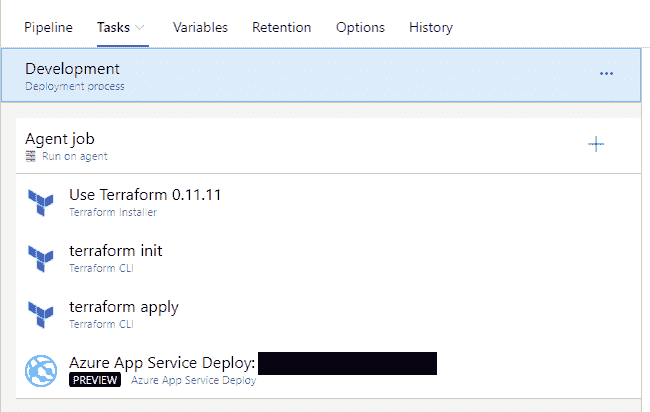 Pipeline Tasks Variables Retention Options History
Development
Deployment process
Agent job
Run on agent
Use Terraform 0.11.11
Terraform Installer
terraform init
Terraform CLI
terraform apply
Terraform CLI
Azure App Service Deploy:
PREVIEW Azure App Service Deploy